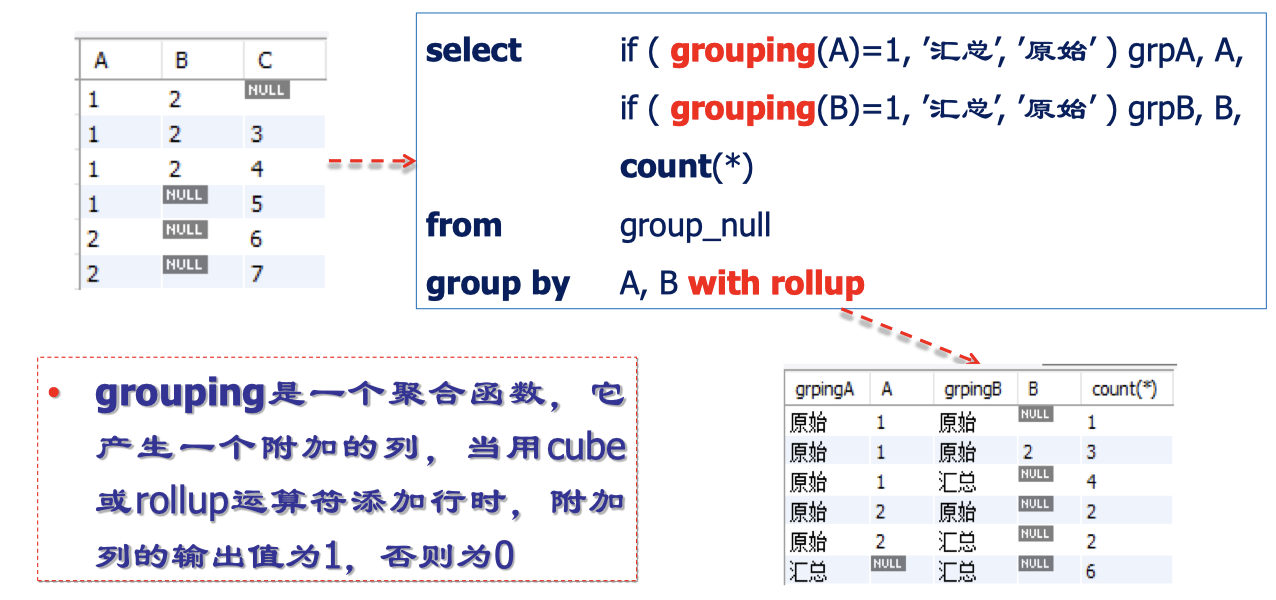 A B C
1 2 NULL
1 2 3
1 2 4
1 NULL 5
2 NULL 6
2 NULL 7
select if ( grouping(A)=1, ′汇总′, ′原始′ ) grpA, A,
if ( grouping(B)=1, ′汇总′, ′原始′ ) grpB, B,
count(*)
from group_null
group by A, B with rollup
• grouping是一个聚合函数，它
产生一个附加的列，当用cube
或rollup运算符添加行时，附加
列的输出值为1，否则为0
grpingA A grpingB B count(*)
原始 1 原始 NULL 1
原始 1 原始 2 3
原始 1 汇总 NULL 4
原始 2 原始 NULL 2
原始 2 汇总 NULL 2
汇总 NULL 汇总 NULL 6